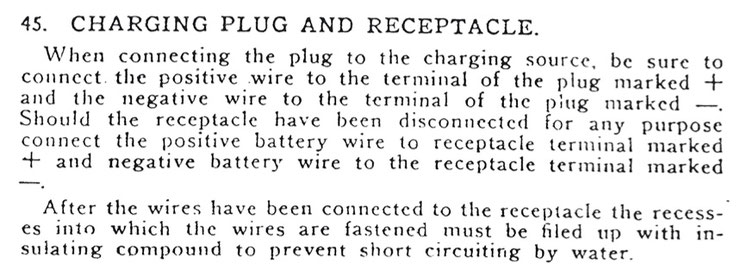 45. CHARGING PLUG AND RECEPTACLE.
When connecting the plug to the charging source, be sure to
connect the positive wire to the terminal of the plug marked +
and the negative wire to the terminal of the plug marked —.
Should the receptacle have been disconnected for any purpose
connect the positive battery wire to receptacle terminal marked
+ and negative battery wire to the receptacle terminal marked
—.
After the wires have been connected to the receptacle the recess-
es into which the wires are fastened must be filed up with in-
sulating compound to prevent short circuiting by water.